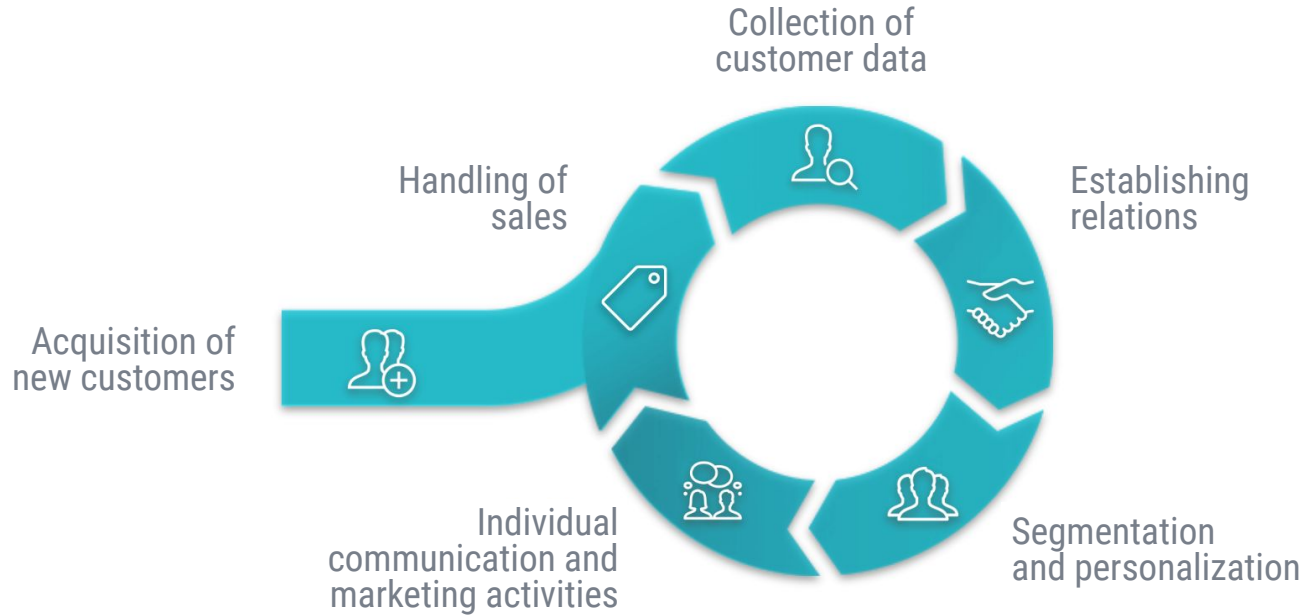 Collection of
customer data
Handling of
sales
Establishing
relations
Acquisition of
new customers
Individual
communication and
marketing activities
Segmentation
and personalization